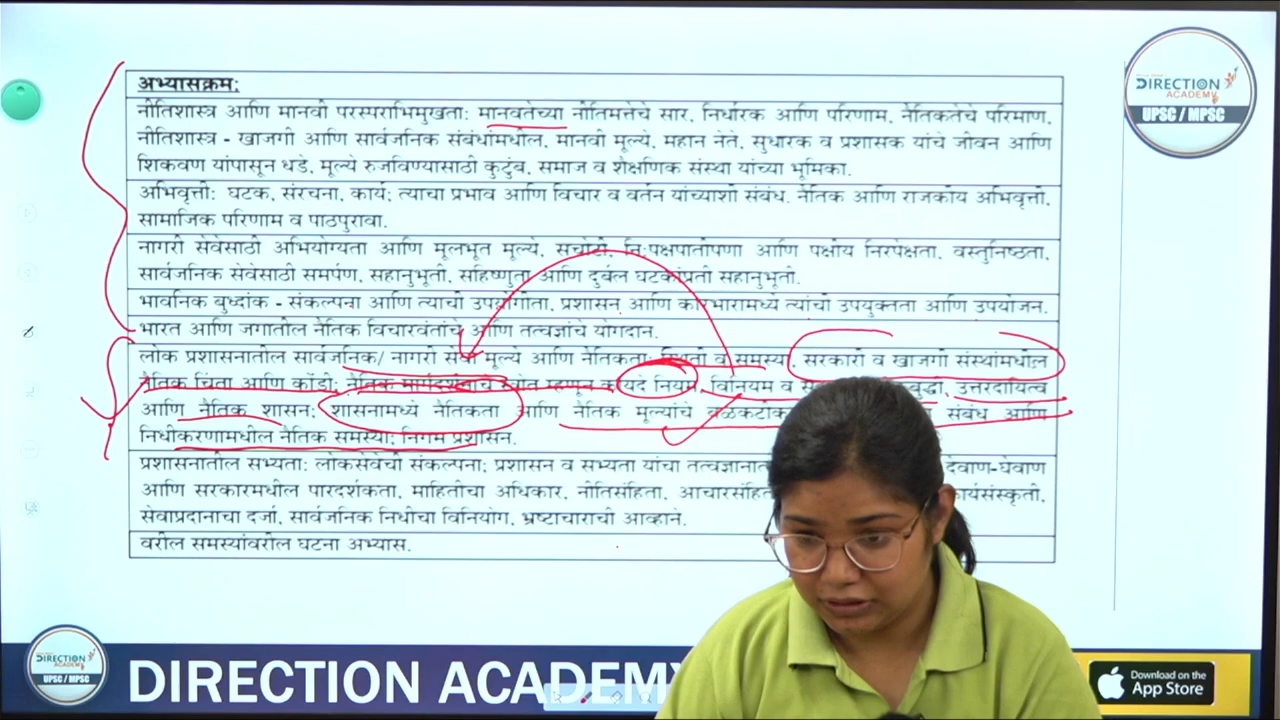 अभ्यासक्रम:
नीतिशास्त्र आणि मानवी परस्पराभिमुखता: मानवतेच्या नीतिमत्तेचे सार, निर्धारक आणि परिणाम, नैतिकतेचे परिमाण,
नीतिशास्त्र - खाजगी आणि सार्वजनिक संबंधांमधील, मानवी मूल्ये, महान नेते, सुधारक व प्रशासक यांचे जीवन आणि
शिकवण यांपासून धडे, मूल्ये रुजविण्यासाठी कुटुंब, समाज व शैक्षणिक संस्था यांच्या भूमिका.
अभिवृत्ती: घटक, संरचना, कार्य; त्याचा प्रभाव आणि विचार व वर्तन यांच्याशी संबंध, नैतिक आणि राजकीय अभिवृत्ती,
सामाजिक परिणाम व पाठपुरावा.
नागरी सेवेसाठी अभियोग्यता आणि मूलभूत मूल्ये, सचोटी, नि:पक्षपातीपणा आणि पक्षीय निरपेक्षता, वस्तुनिष्ठता,
सार्वजनिक सेवेसाठी समर्पण, सहानुभूती, सहिष्णुता आणि दुर्बल घटकांप्रती सहानुभूती.
भावनिक बुध्दांक - संकल्पना आणि त्याची उपयोगीता, प्रशासन आणि कारभारामध्ये त्यांची उपयुक्तता आणि उपयोजन.
भारत आणि जगातील नैतिक विचारवंतांचे आणि तत्वज्ञांचे योगदान.
लोक प्रशासनातील सार्वजनिक/ नागरी सेवा मूल्ये आणि नैतिकता: स्थिती व समस्या; सरकारी व खाजगी संस्थांमधील
नैतिक चिंता आणि कोंडी; नैतिक मार्गदर्शनाचे स्त्रोत म्हणून कायदे नियम, विनियम व उत्तरदायित्व
आणि नैतिक शासन; शासनामध्ये नैतिकता आणि नैतिक मूल्यांचे संबंध आणि
निधीकरणामधील नैतिक समस्या; निगम प्रशासन.
प्रशासनातील सभ्यता: लोकसेवेची संकल्पना; प्रशासन व सभ्यता यांचा देवाण-घेवाण
आणि सरकारमधील पारदर्शकता, माहितीचा अधिकार, नीतिसंहिता, कार्यसंस्कृती,
सेवाप्रदानाचा दर्जा, सार्वजनिक निधीचा विनियोग, भ्रष्टाचाराची आव्हाने.
वरील समस्यांवरील घटना अभ्यास.
DIRECTION
ACADEMY
UPSC / MPSC
DIRECTION
ACADEMY
UPSC / MPSC
DIRECTION ACADEMY
Download on the
App Store